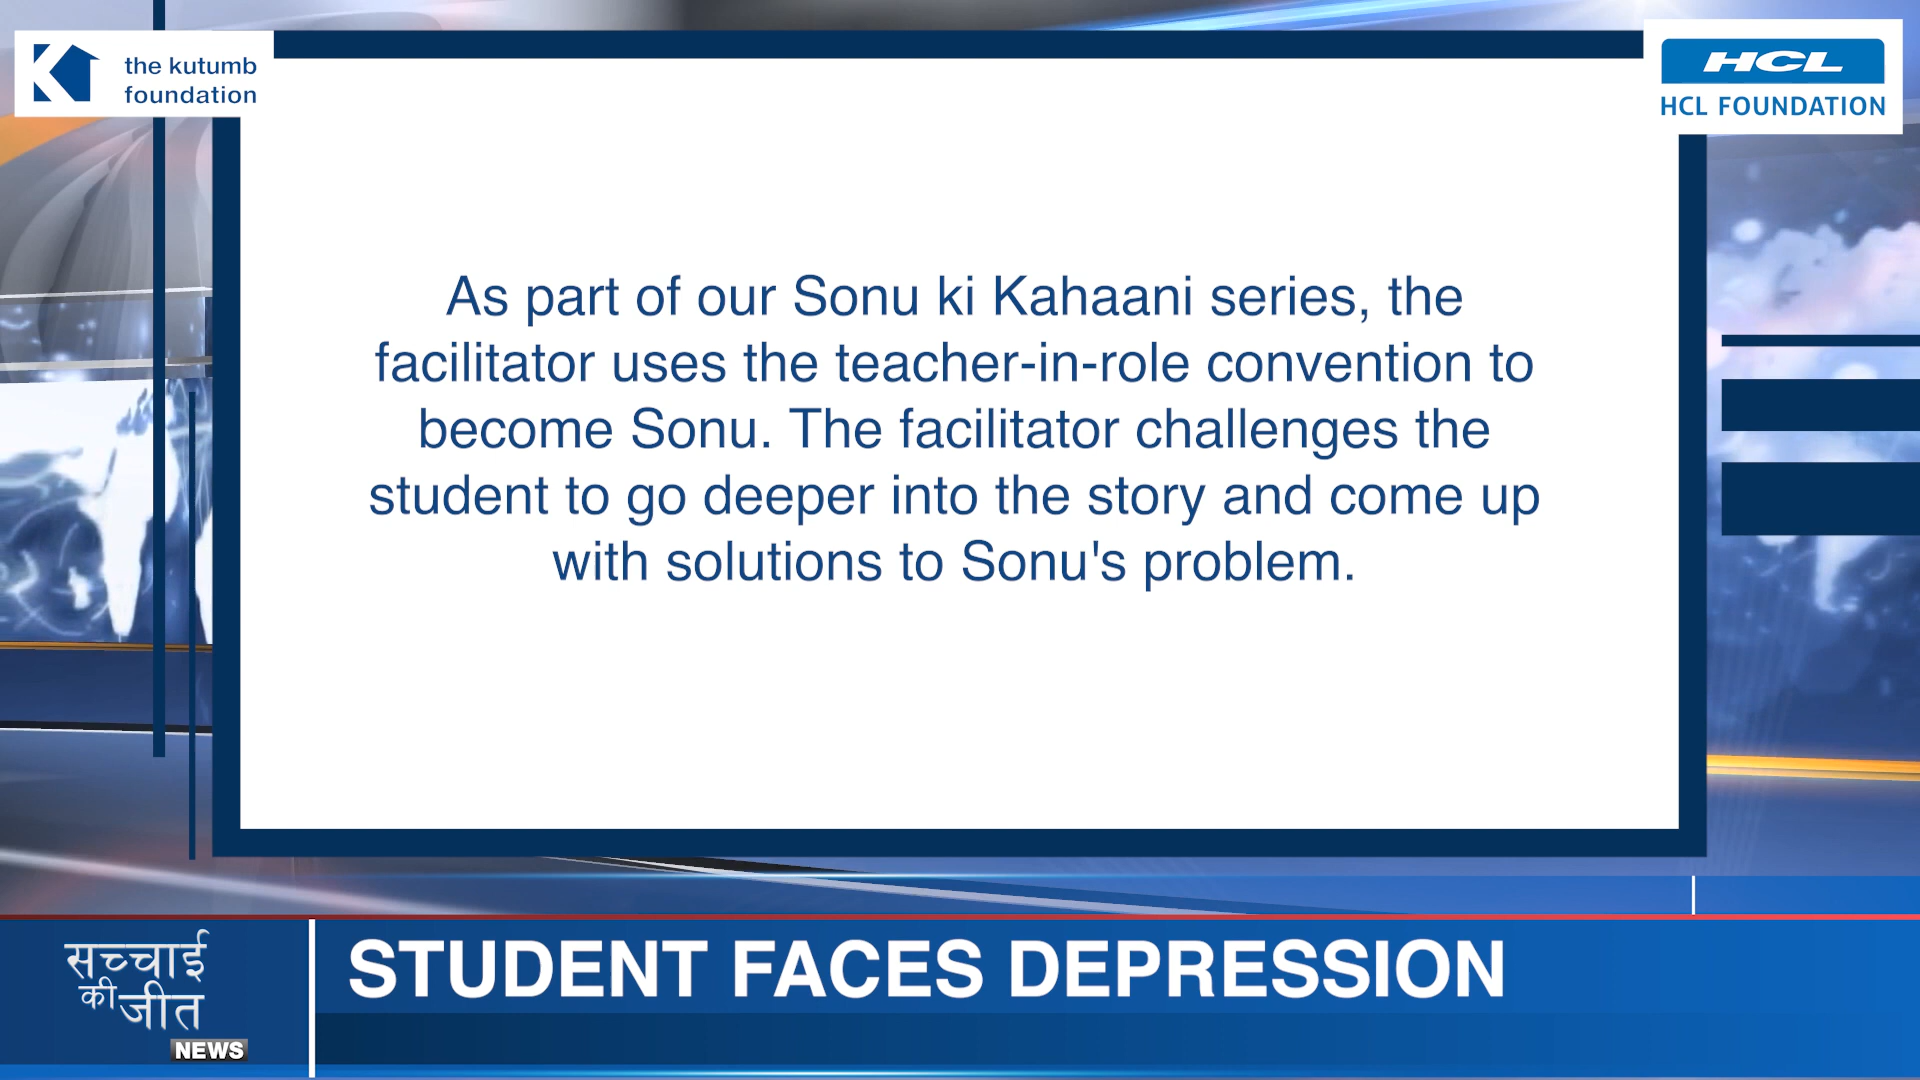 the kutumb
foundation
HCL
HCL FOUNDATION
As part of our Sonu ki Kahaani series, the
facilitator uses the teacher-in-role convention to
become Sonu. The facilitator challenges the
student to go deeper into the story and come up
with solutions to Sonu's problem.
सच्चाई
की जीत
NEWS
STUDENT FACES DEPRESSION